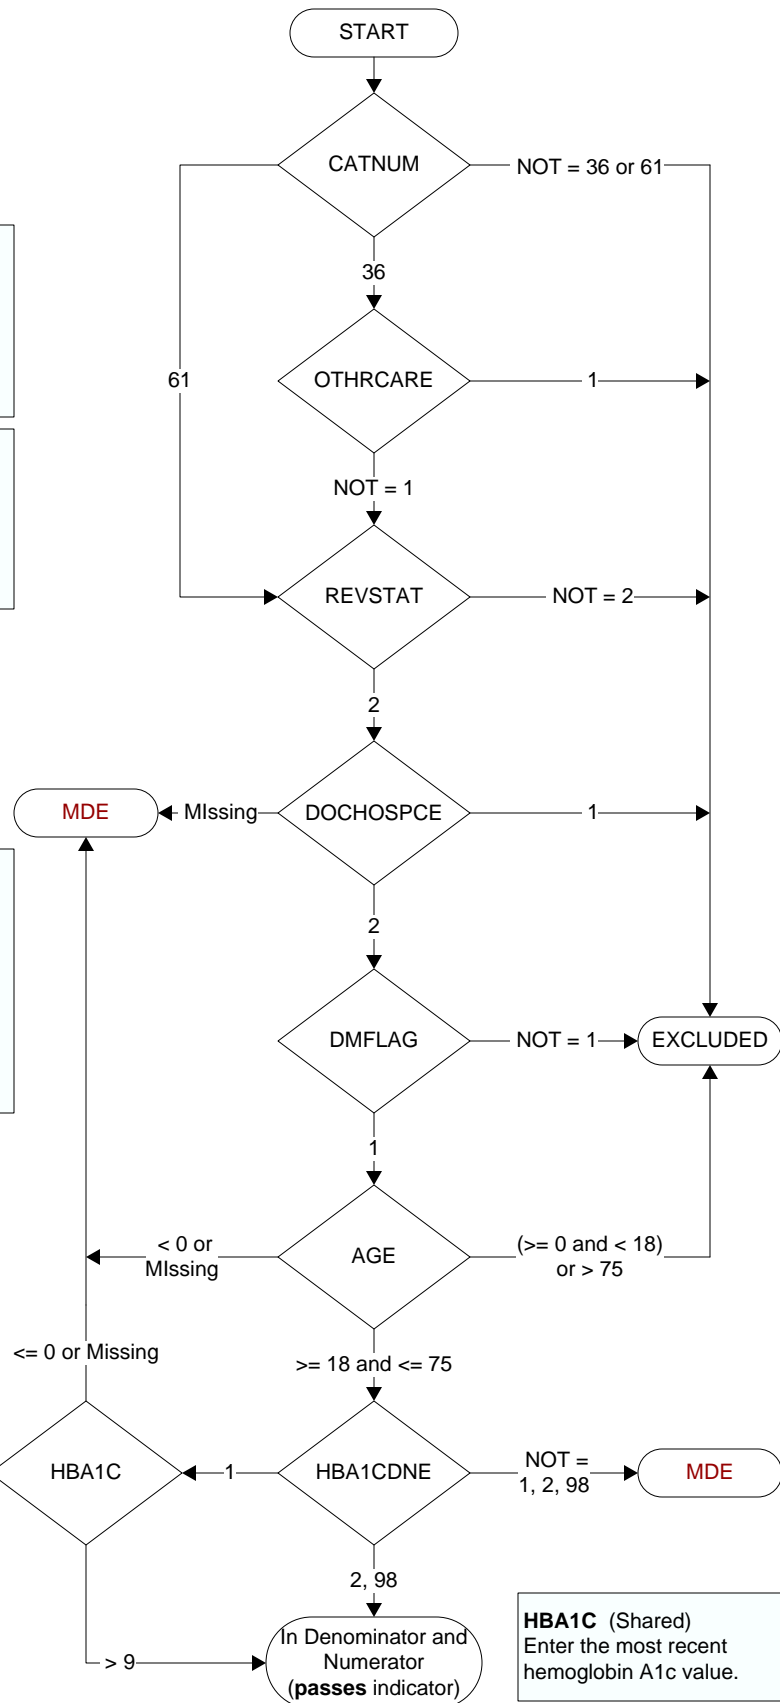 START
CATNUM
NOT = 36 or 61
36
61
OTHRCARE
1
NOT = 1
REVSTAT
NOT = 2
2
MDE
MIssing
DOCHOSPCE
1
2
DMFLAG
NOT = 1
EXCLUDED
1
< 0 or
MIssing
AGE
(>= 0 and < 18)
or > 75
<= 0 or Missing
>= 18 and <= 75
HBA1C
1
HBA1CDNE
NOT =
1, 2, 98
MDE
2, 98
> 9
In Denominator and
Numerator
(passes indicator)
HBA1C (Shared)
Enter the most recent
hemoglobin A1c value.